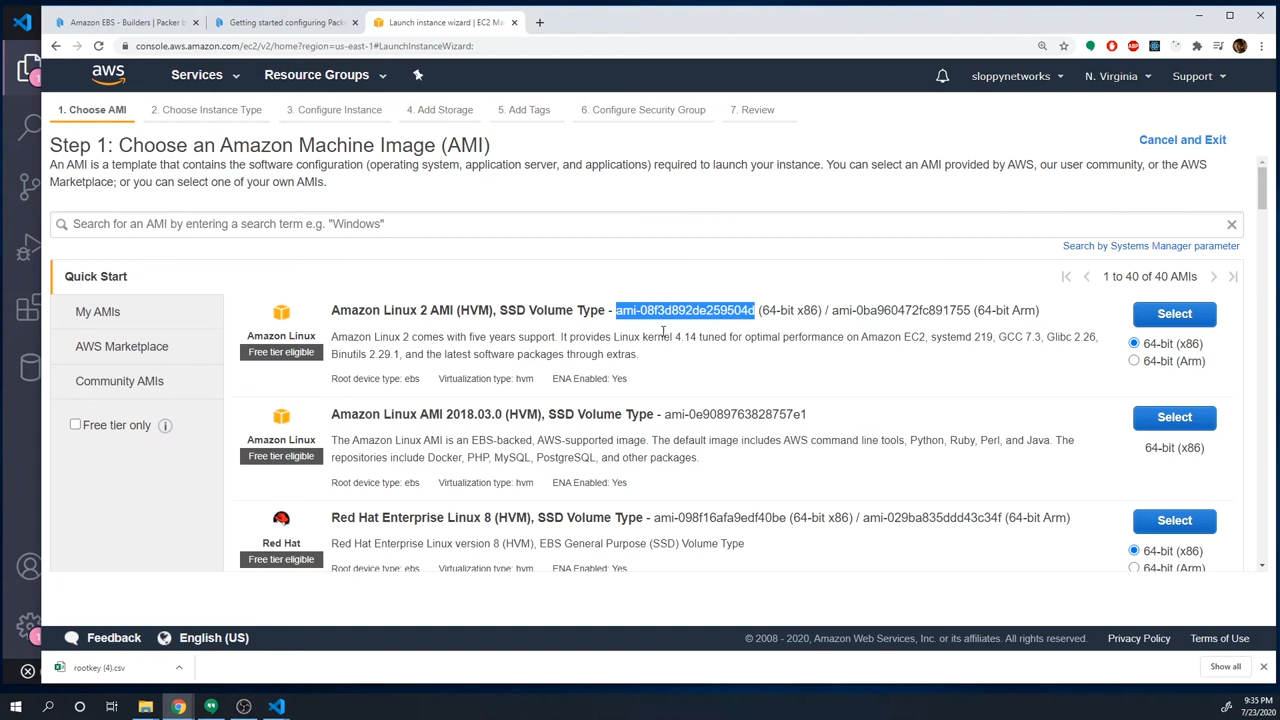 Amazon EBS - Builders | Packer b
Getting started configuring Pack
Launch instance wizard | EC2 Ma
console.aws.amazon.com/ec2/v2/home?region=us-east-1#LaunchInstanceWizard:
aws
Services
Resource Groups
sloppynetworks
N. Virginia
Support
1. Choose AMI
2. Choose Instance Type
3. Configure Instance
4. Add Storage
5. Add Tags
6. Configure Security Group
7. Review
Step 1: Choose an Amazon Machine Image (AMI)
Cancel and Exit
An AMI is a template that contains the software configuration (operating system, application server, and applications) required to launch your instance. You can select an AMI provided by AWS, our user community, or the AWS
Marketplace; or you can select one of your own AMIs.
Search for an AMI by entering a search term e.g. "Windows"
Search by Systems Manager parameter
Quick Start
1 to 40 of 40 AMIs
My AMIs
AWS Marketplace
Community AMIs
Free tier only
Amazon Linux
Free tier eligible
Amazon Linux 2 AMI (HVM), SSD Volume Type - ami-08f3d892de259504d (64-bit x86) / ami-0ba960472fc891755 (64-bit Arm)
Amazon Linux 2 comes with five years support. It provides Linux kernel 4.14 tuned for optimal performance on Amazon EC2, systemd 219, GCC 7.3, Glibc 2.26,
Binutils 2.29.1, and the latest software packages through extras.
Root device type: ebs Virtualization type: hvm ENA Enabled: Yes
Select
64-bit (x86)
64-bit (Arm)
Amazon Linux
Free tier eligible
Amazon Linux AMI 2018.03.0 (HVM), SSD Volume Type - ami-0e9089763828757e1
The Amazon Linux AMI is an EBS-backed, AWS-supported image. The default image includes AWS command line tools, Python, Ruby, Perl, and Java. The
repositories include Docker, PHP, MySQL, PostgreSQL, and other packages.
Root device type: ebs Virtualization type: hvm ENA Enabled: Yes
Select
64-bit (x86)
Red Hat
Free tier eligible
Red Hat Enterprise Linux 8 (HVM), SSD Volume Type - ami-098f16afa9edf40be (64-bit x86) / ami-029ba835ddd43c34f (64-bit Arm)
Red Hat Enterprise Linux version 8 (HVM), EBS General Purpose (SSD) Volume Type
Root device type: ebs Virtualization type: hvm ENA Enabled: Yes
Select
64-bit (x86)
64-bit (Arm)
Feedback
English (US)
© 2008 - 2020, Amazon Web Services, Inc. or its affiliates. All rights reserved.
Privacy Policy
Terms of Use
rootkey (4).csv
Show all
9:35 PM
7/23/2020